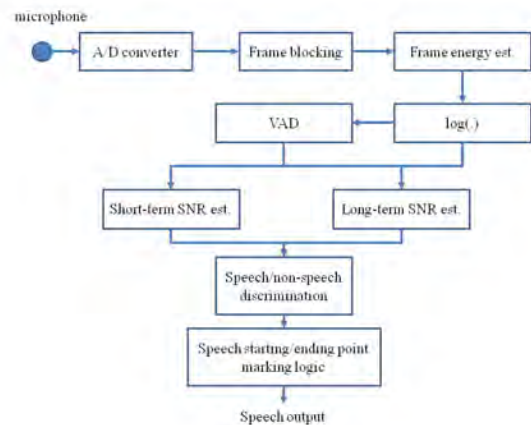 microphone
A/D converter
Frame blocking
Frame energy est.
VAD
log(.)
Short-term SNR est.
Long-term SNR est.
Speech/non-speech
discrimination
Speech starting/ending point
marking logic
Speech output